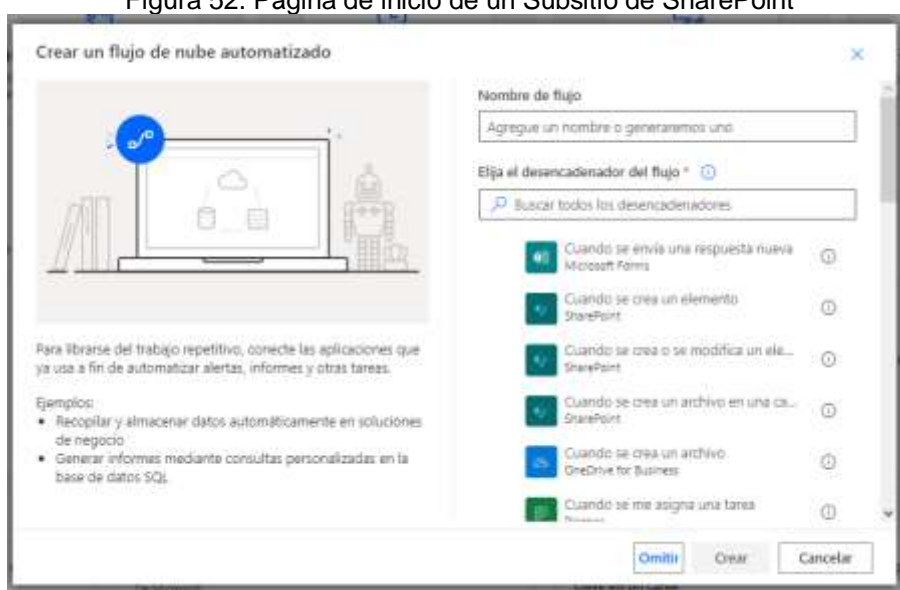 Figura 52. Página de inicio de un Subsitio de SharePoint
Crear un flujo de nube automatizado
Para librarse del trabajo repetitivo, conecte las aplicaciones que
ya usa a fin de automatizar alertas, informes y otras tareas.
Ejemplos:
• Recopilar y almacenar datos automáticamente en soluciones
de negocio
• Generar informes mediante consultas personalizadas en la
base de datos SQL
Nombre de flujo
Agregue un nombre o generaremos uno
Elija el desencadenador del flujo *
Buscar todos los desencadenadores
Cuando se envía una respuesta nueva
Microsoft Forms
Cuando se crea un elemento
SharePoint
Cuando se crea o se modifica un ele...
SharePoint
Cuando se crea un archivo en una ca...
SharePoint
Cuando se crea un archivo
OneDrive for Business
Cuando se me asigna una tarea
Omitir
Crear
Cancelar